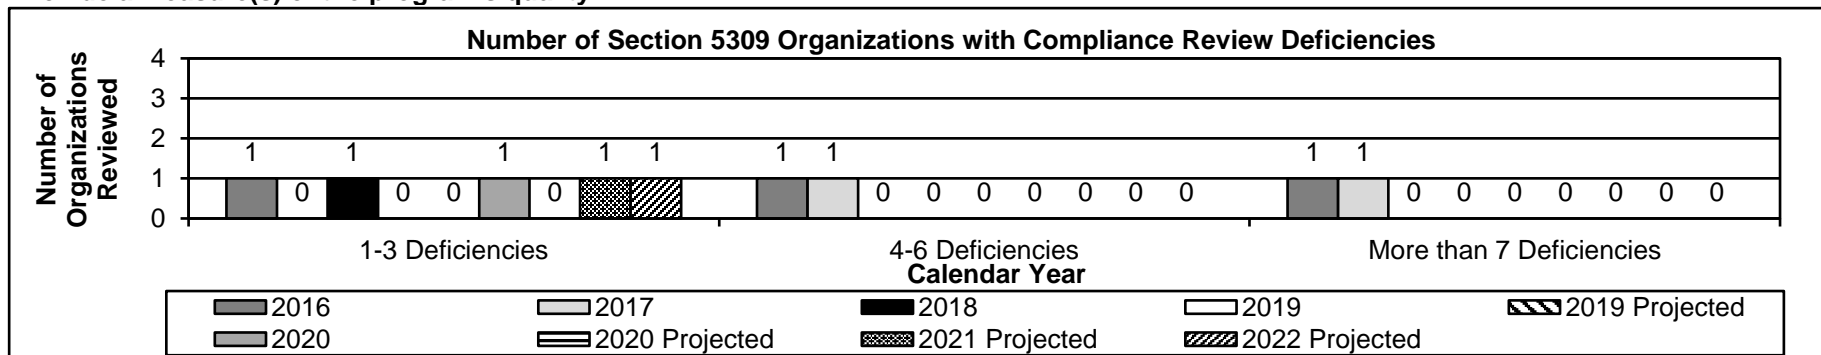 Number of Section 5309 Organizations with Compliance Review Deficiencies
Number of
Organizations
Reviewed
4
3
2
1
0
1 0 1 0 0 1 0 1 1
1 1 0 0 0 0 0 0 0
1 1 0 0 0 0 0 0 0
1-3 Deficiencies
4-6 Deficiencies
More than 7 Deficiencies
Calendar Year
2016 2017 2018 2019 2019 Projected
2020 2020 Projected 2021 Projected 2022 Projected